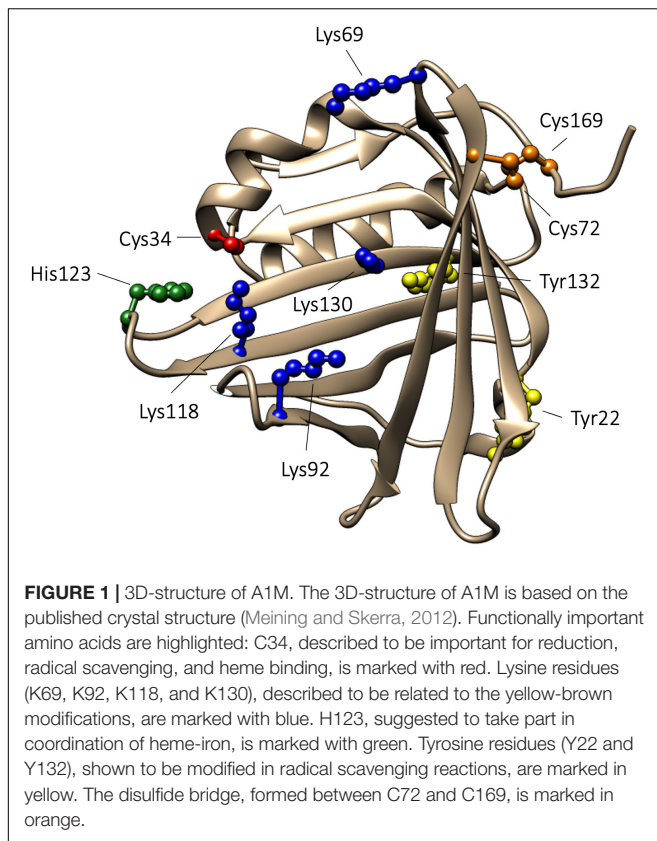 Lys69
Cys169
Cys72
Cys34
His123
Lys130
Tyr132
Lys118
Tyr22
Lys92
FIGURE 1 | 3D-structure of A1M. The 3D-structure of A1M is based on the
published crystal structure (Meining and Skerra, 2012). Functionally important
amino acids are highlighted: C34, described to be important for reduction,
radical scavenging, and heme binding, is marked with red. Lysine residues
(K69, K92, K118, and K130), described to be related to the yellow-brown
modifications, are marked with blue. H123, suggested to take part in
coordination of heme-iron, is marked with green. Tyrosine residues (Y22 and
Y132), shown to be modified in radical scavenging reactions, are marked in
yellow. The disulfide bridge, formed between C72 and C169, is marked in
orange.